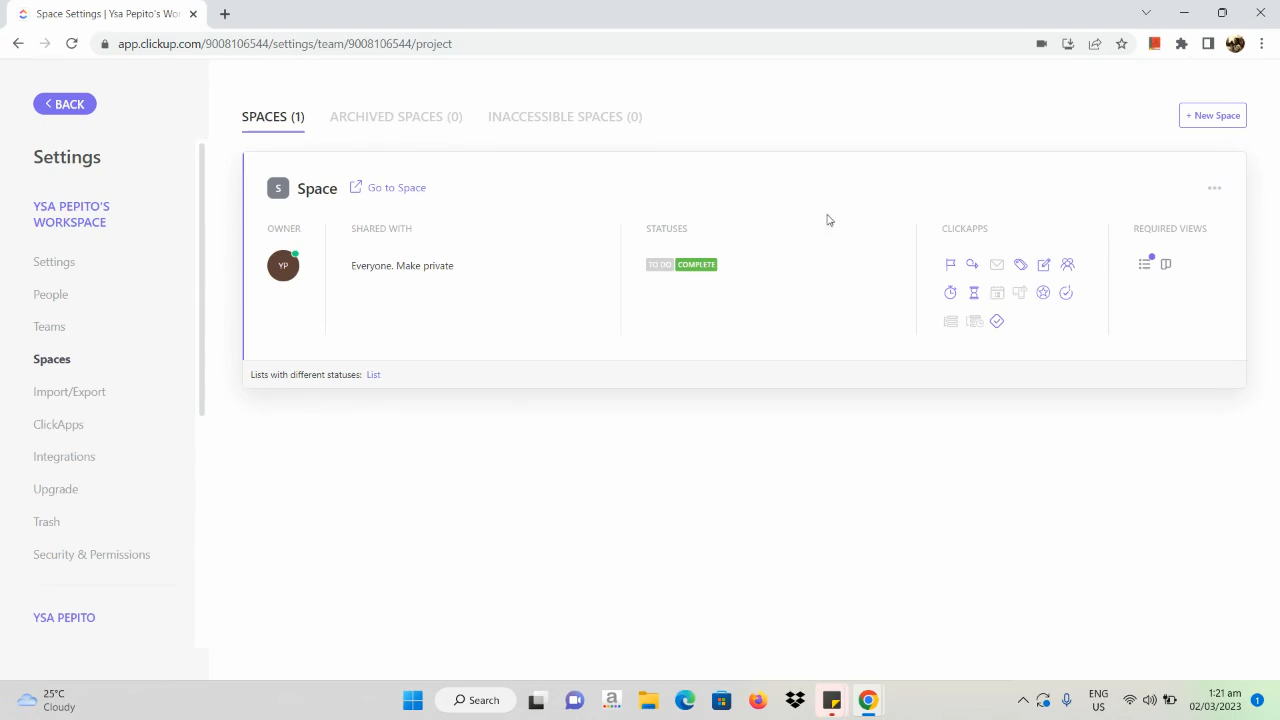 Space Settings | Ysa Pepito's Wor
app.clickup.com/9008106544/settings/team/9008106544/project
BACK
SPACES (1)
ARCHIVED SPACES (0)
INACCESSIBLE SPACES (0)
+ New Space
Settings
S
Space
Go to Space
YSA PEPITO'S
WORKSPACE
OWNER
SHARED WITH
STATUSES
CLICKAPPS
REQUIRED VIEWS
YP
Everyone. Make private
TO DO
COMPLETE
Settings
People
Teams
Spaces
Lists with different statuses: List
Import/Export
ClickApps
Integrations
Upgrade
Trash
Security & Permissions
YSA PEPITO
25°C
Cloudy
Search
a
ENG
US
1:21 am
02/03/2023
1